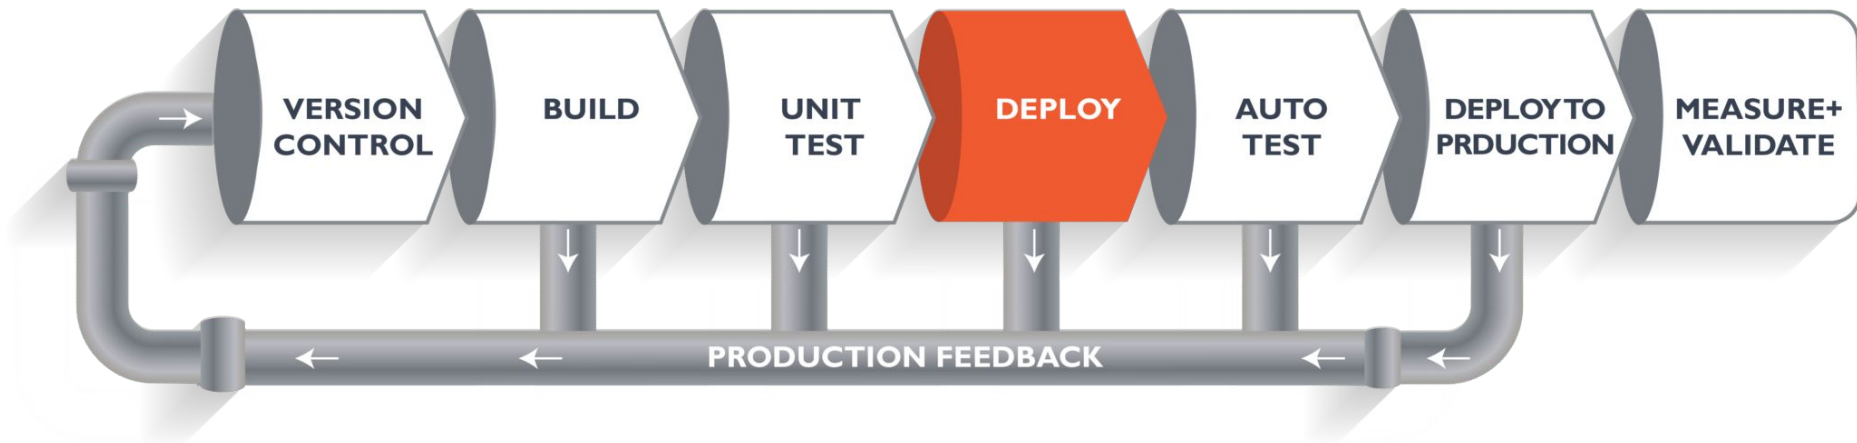 VERSION
CONTROL
BUILD
UNIT
TEST
DEPLOY
AUTO
TEST
DEPLOY TO
PRDUCTION
MEASURE+
VALIDATE
PRODUCTION FEEDBACK